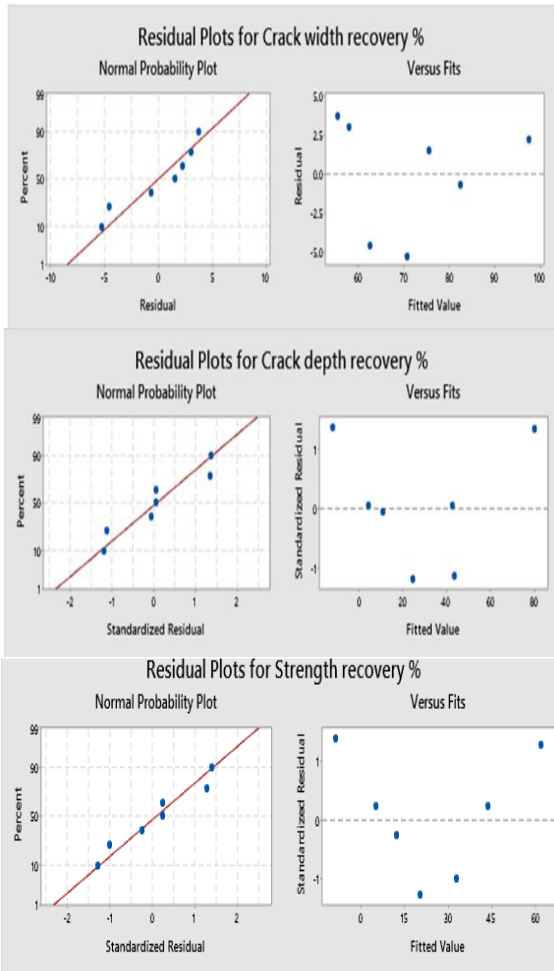 Residual Plots for Crack width recovery %
Normal Probability Plot
Versus Fits
99
90
50
10
1
Percent
-10 -5 0 5 10
Residual
5.0
2.5
0.0
-2.5
-5.0
Residual
60 70 80 90 100
Fitted Value
Residual Plots for Crack depth recovery %
Normal Probability Plot
Versus Fits
99
90
50
10
1
Percent
-2 -1 0 1 2
Standardized Residual
1
0
-1
Standardized Residual
0 20 40 60 80
Fitted Value
Residual Plots for Strength recovery %
Normal Probability Plot
Versus Fits
99
90
50
10
1
Percent
-2 -1 0 1 2
Standardized Residual
1
0
-1
Standardized Residual
0 15 30 45 60
Fitted Value